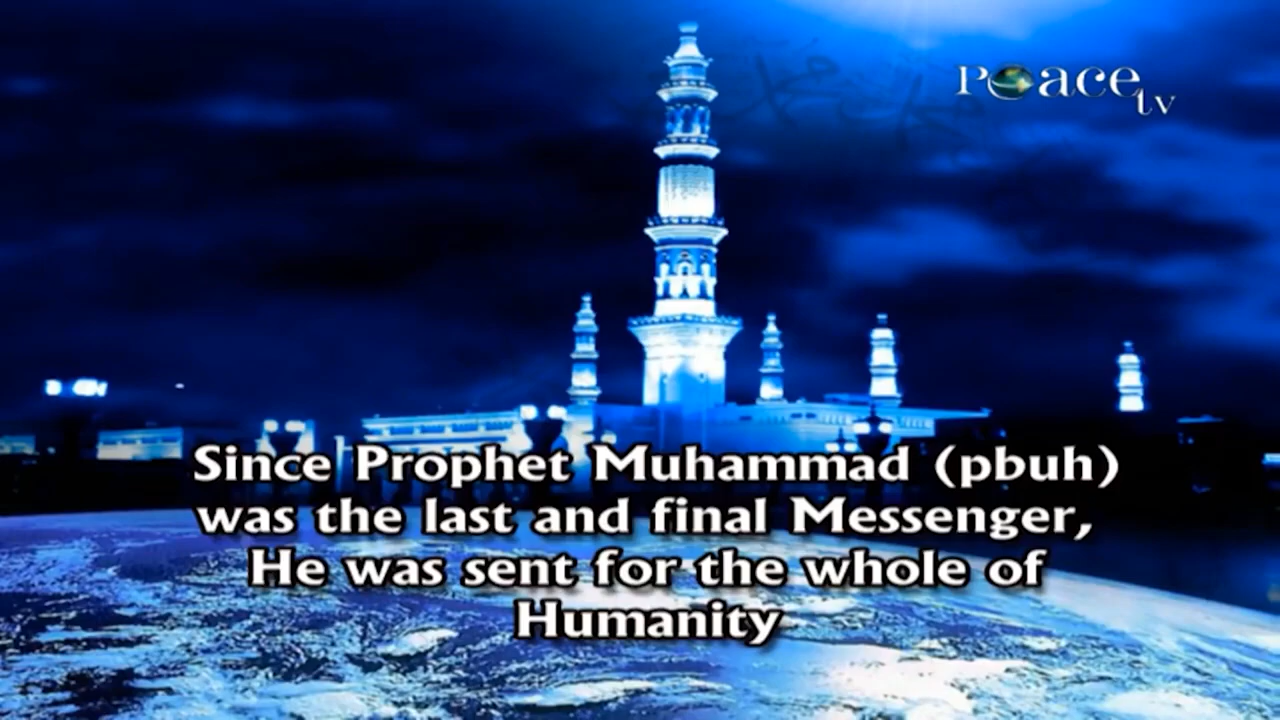 Peace tv
Since Prophet Muhammad (pbuh)
was the last and final Messenger,
He was sent for the whole of
Humanity